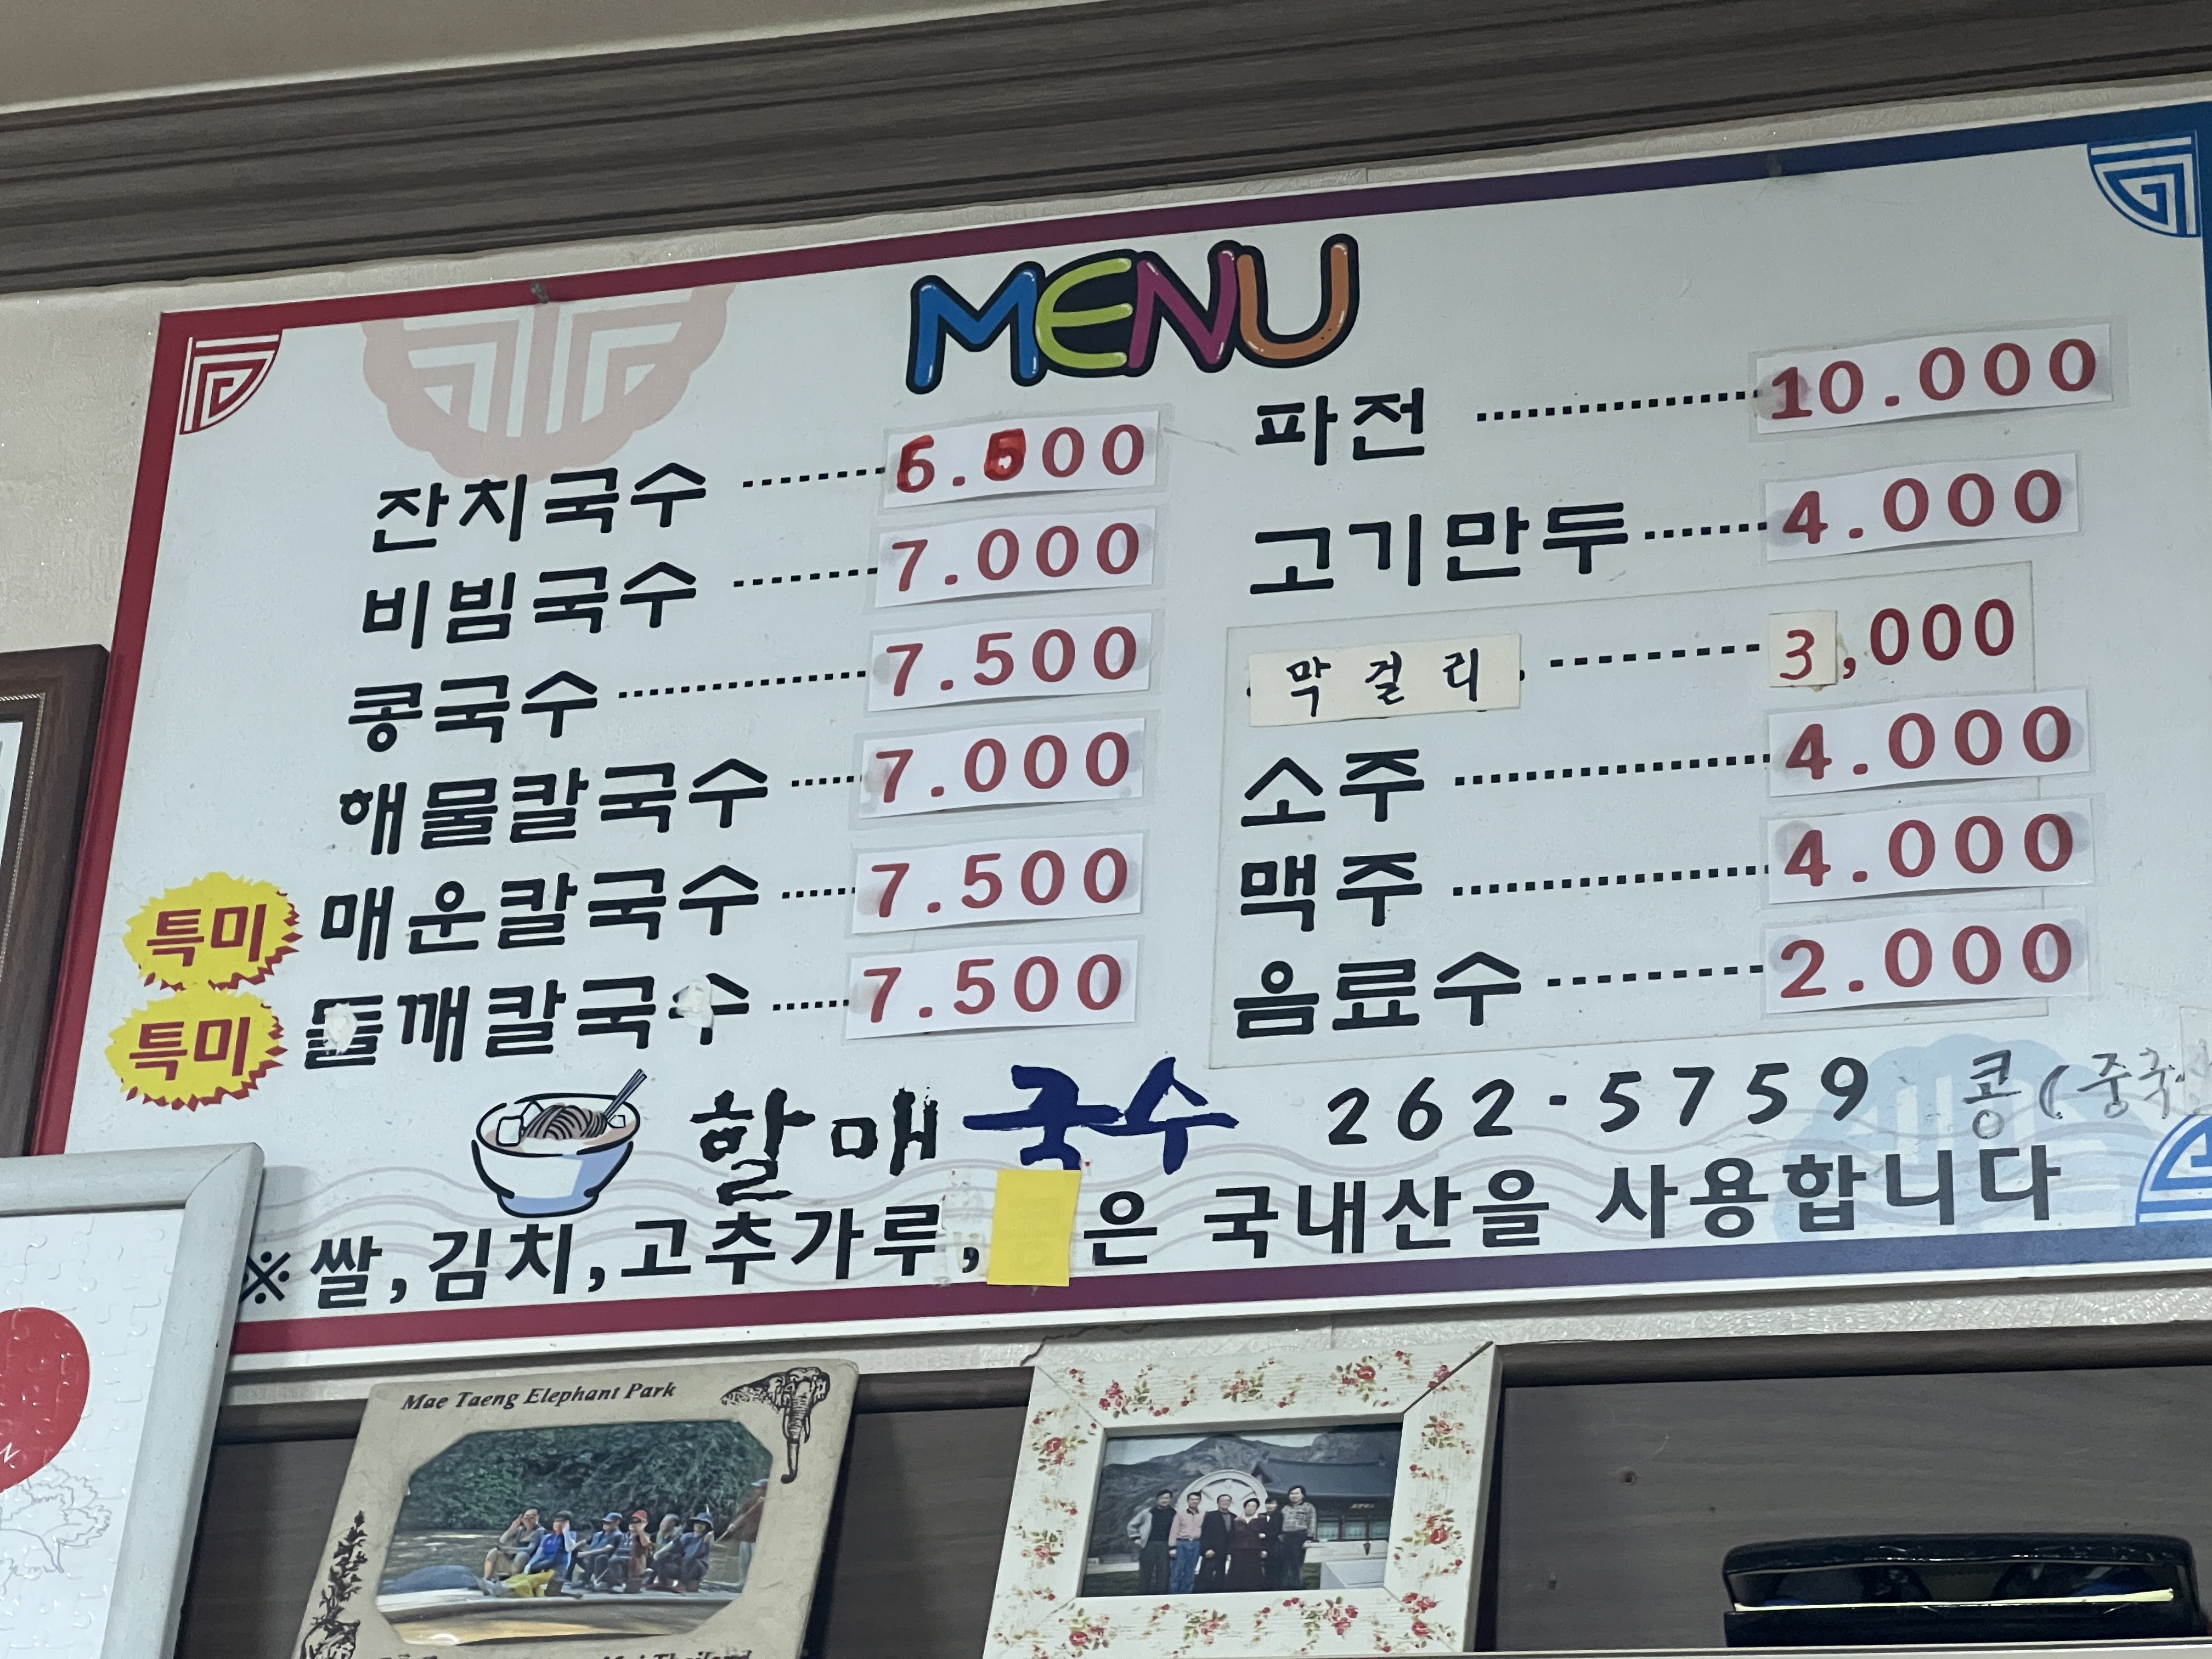 MENU
잔치국수 ········ 6.500
비빔국수 ········ 7.000
콩국수 ·············· 7.500
해물칼국수 ······ 7.000
특미 매운칼국수 ······ 7.500
특미 들깨칼국수 ······ 7.500
파전 ················ 10.000
고기만두 ······· 4.000
막걸리 ·········· 3,000
소주 ·················· 4.000
맥주 ·················· 4.000
음료수 ·········· 2.000
할매국수 262-5759 콩(중국
※쌀,김치,고추가루, 은 국내산을 사용합니다
Mae Taeng Elephant Park